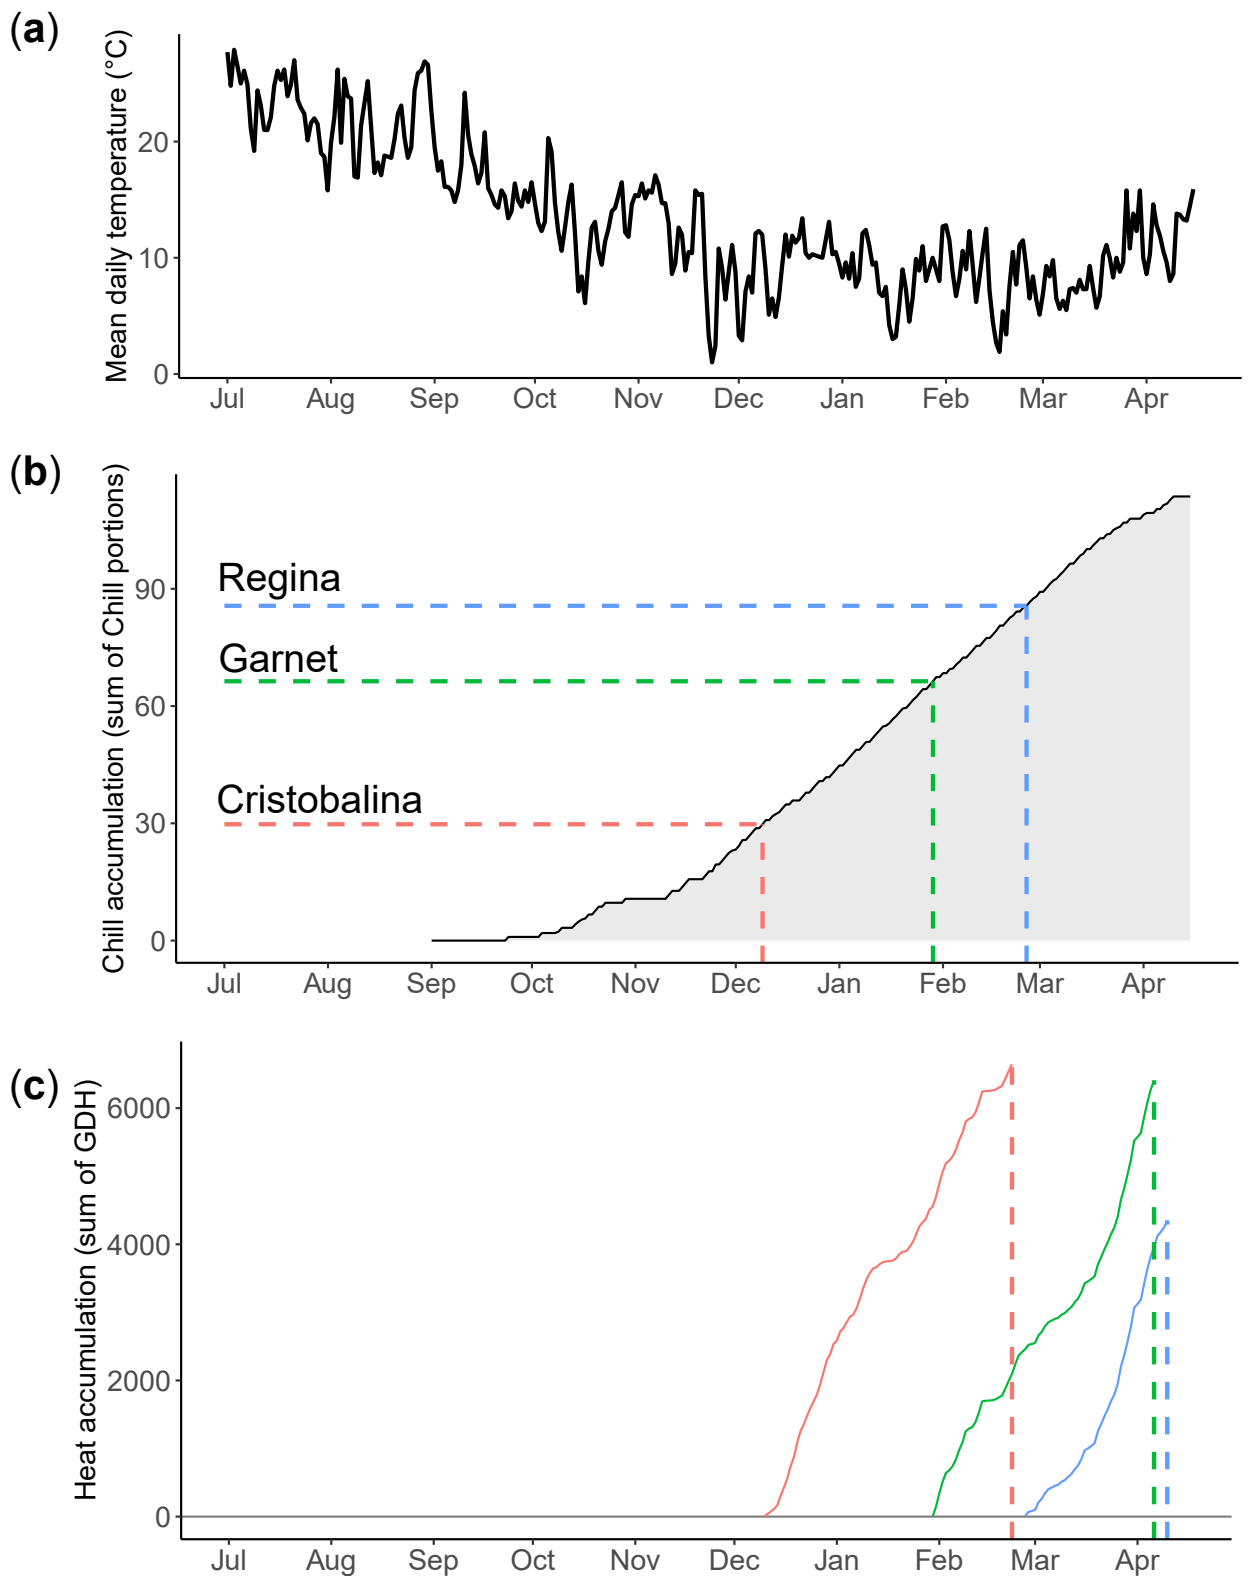 (a)
Mean daily temperature (°C)
20
10
0
Jul Aug Sep Oct Nov Dec Jan Feb Mar Apr
(b)
Chill accumulation (sum of Chill portions)
90
60
30
0
Regina
Garnet
Cristobalina
Jul Aug Sep Oct Nov Dec Jan Feb Mar Apr
(c)
Heat accumulation (sum of GDH)
6000
4000
2000
0
Jul Aug Sep Oct Nov Dec Jan Feb Mar Apr